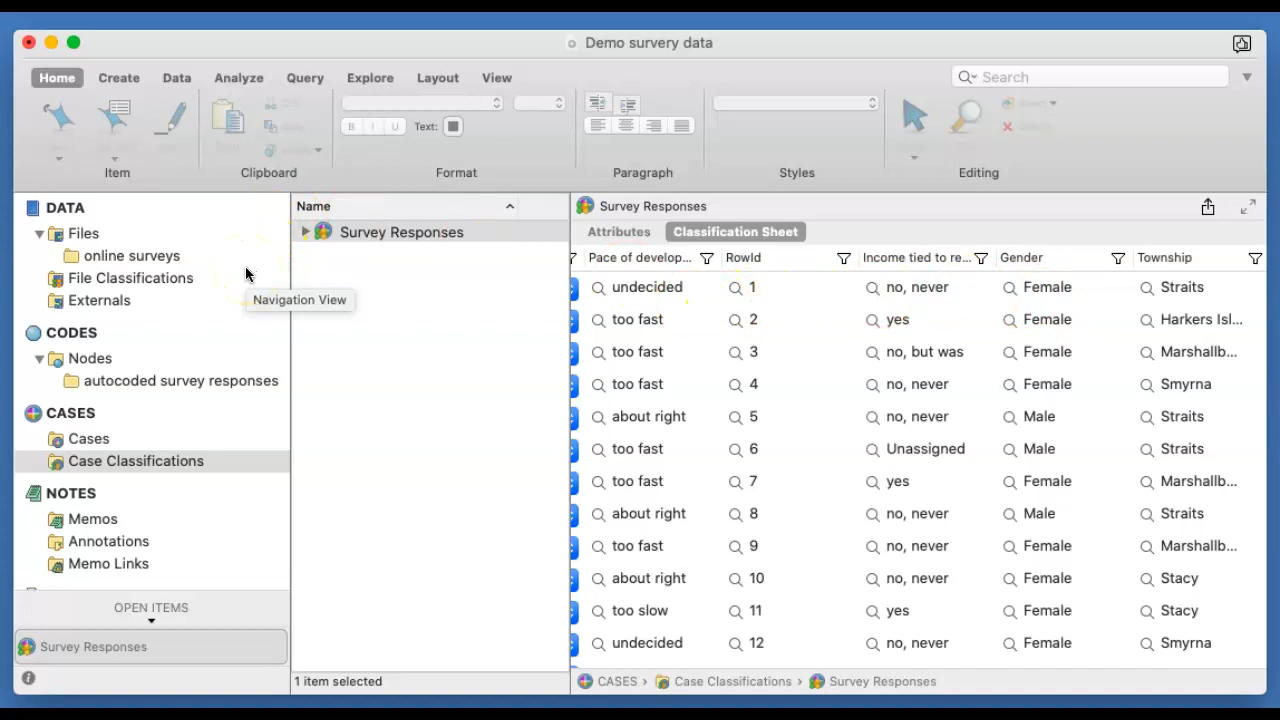 Demo survery data
Home Create Data Analyze Query Explore Layout View
Search
B I U Text:
Item Clipboard Format Paragraph Styles Editing
DATA
Files
online surveys
File Classifications
Externals
CODES
Nodes
autocoded survey responses
CASES
Cases
Case Classifications
NOTES
Memos
Annotations
Memo Links
OPEN ITEMS
Survey Responses
Name
Survey Responses
Navigation View
1 item selected
Survey Responses
Attributes Classification Sheet
Pace of develop... RowId Income tied to re... Gender Township
undecided 1 no, never Female Straits
too fast 2 yes Female Harkers Isl...
too fast 3 no, but was Female Marshallb...
too fast 4 no, never Female Smyrna
about right 5 no, never Male Straits
too fast 6 Unassigned Male Straits
too fast 7 yes Female Marshallb...
about right 8 no, never Male Straits
too fast 9 no, never Female Marshallb...
about right 10 no, never Female Stacy
too slow 11 yes Female Stacy
undecided 12 no, never Female Smyrna
CASES › Case Classifications › Survey Responses